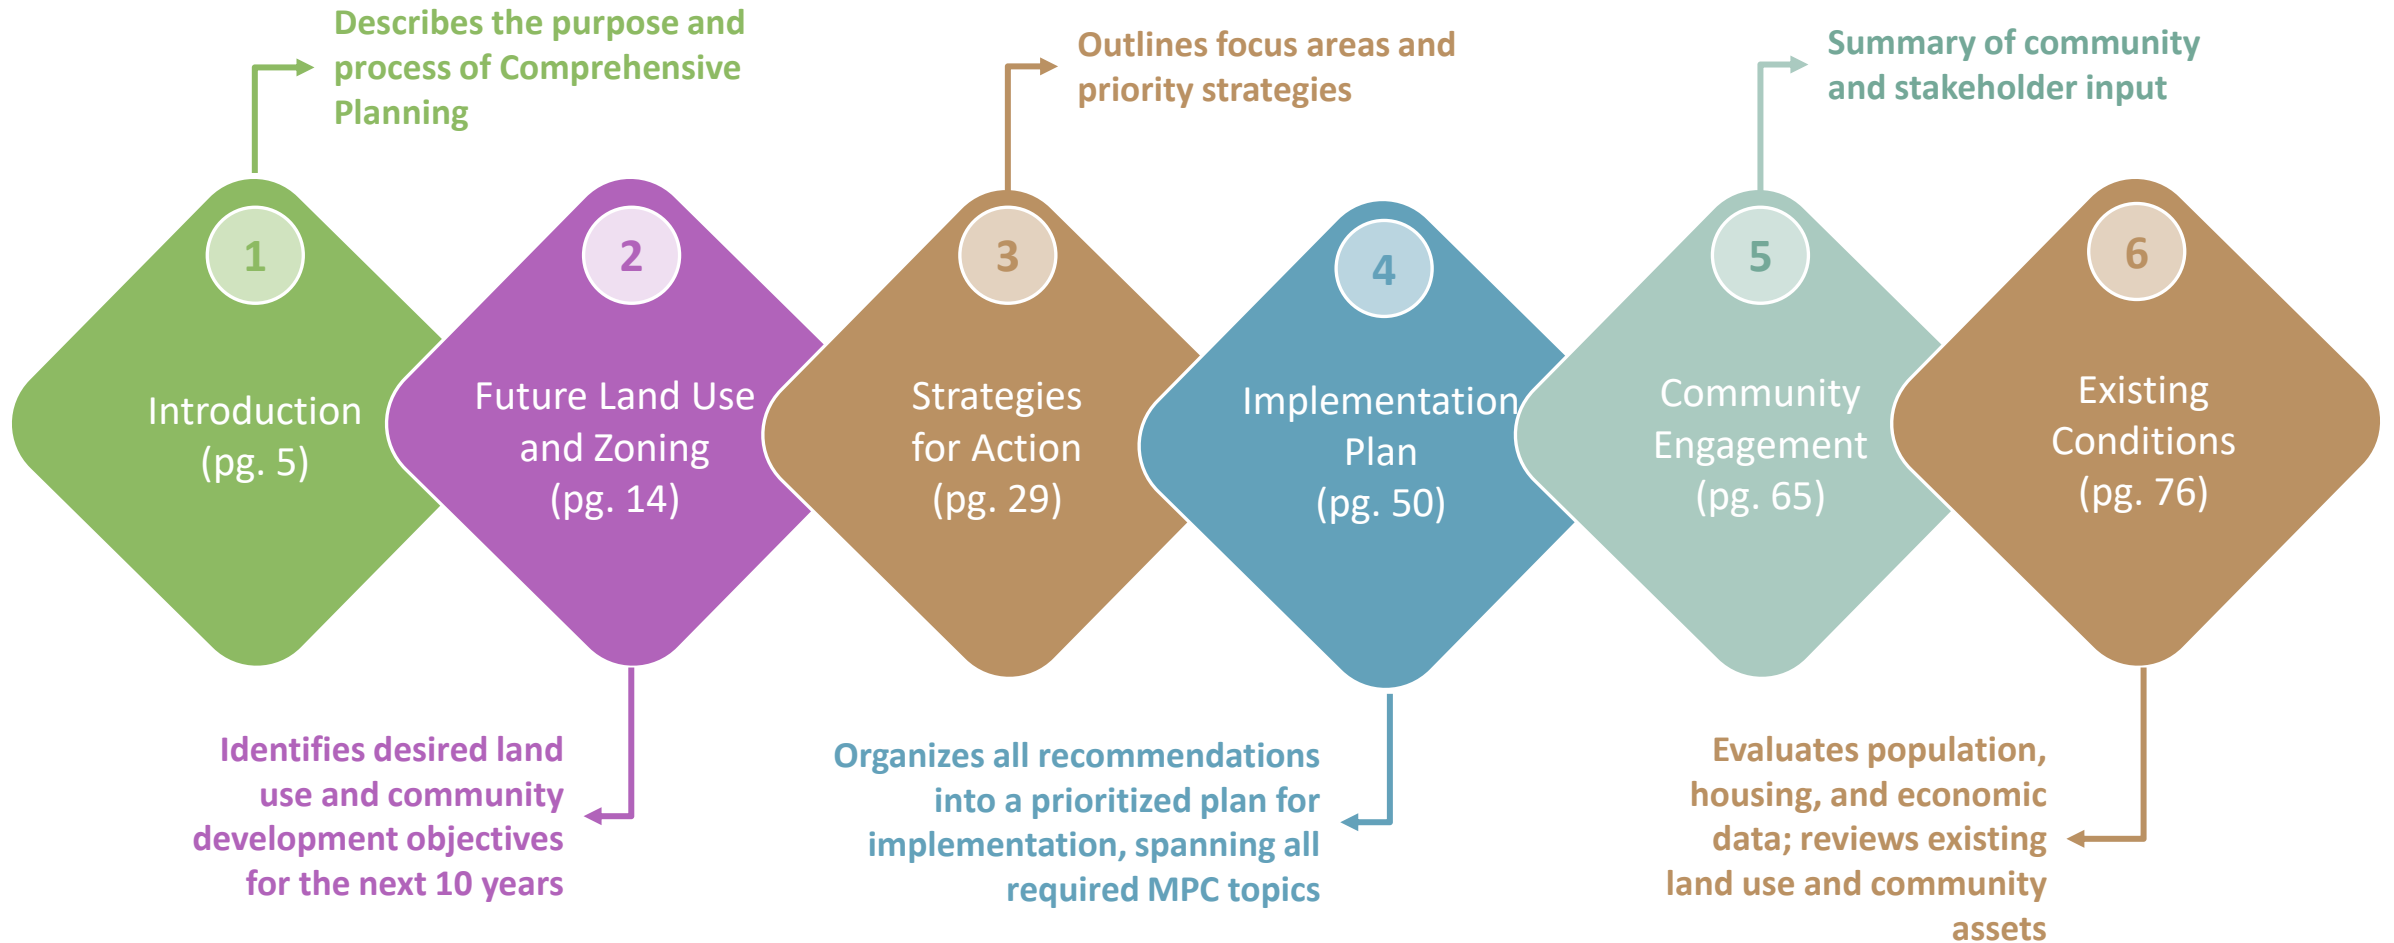 Describes the purpose and
process of Comprehensive
Planning
1
Introduction
(pg. 5)
2
Future Land Use
and Zoning
(pg. 14)
Identifies desired land
use and community
development objectives
for the next 10 years
Outlines focus areas and
priority strategies
3
Strategies
for Action
(pg. 29)
4
Implementation
Plan
(pg. 50)
Organizes all recommendations
into a prioritized plan for
implementation, spanning all
required MPC topics
Summary of community
and stakeholder input
5
Community
Engagement
(pg. 65)
6
Existing
Conditions
(pg. 76)
Evaluates population,
housing, and economic
data; reviews existing
land use and community
assets